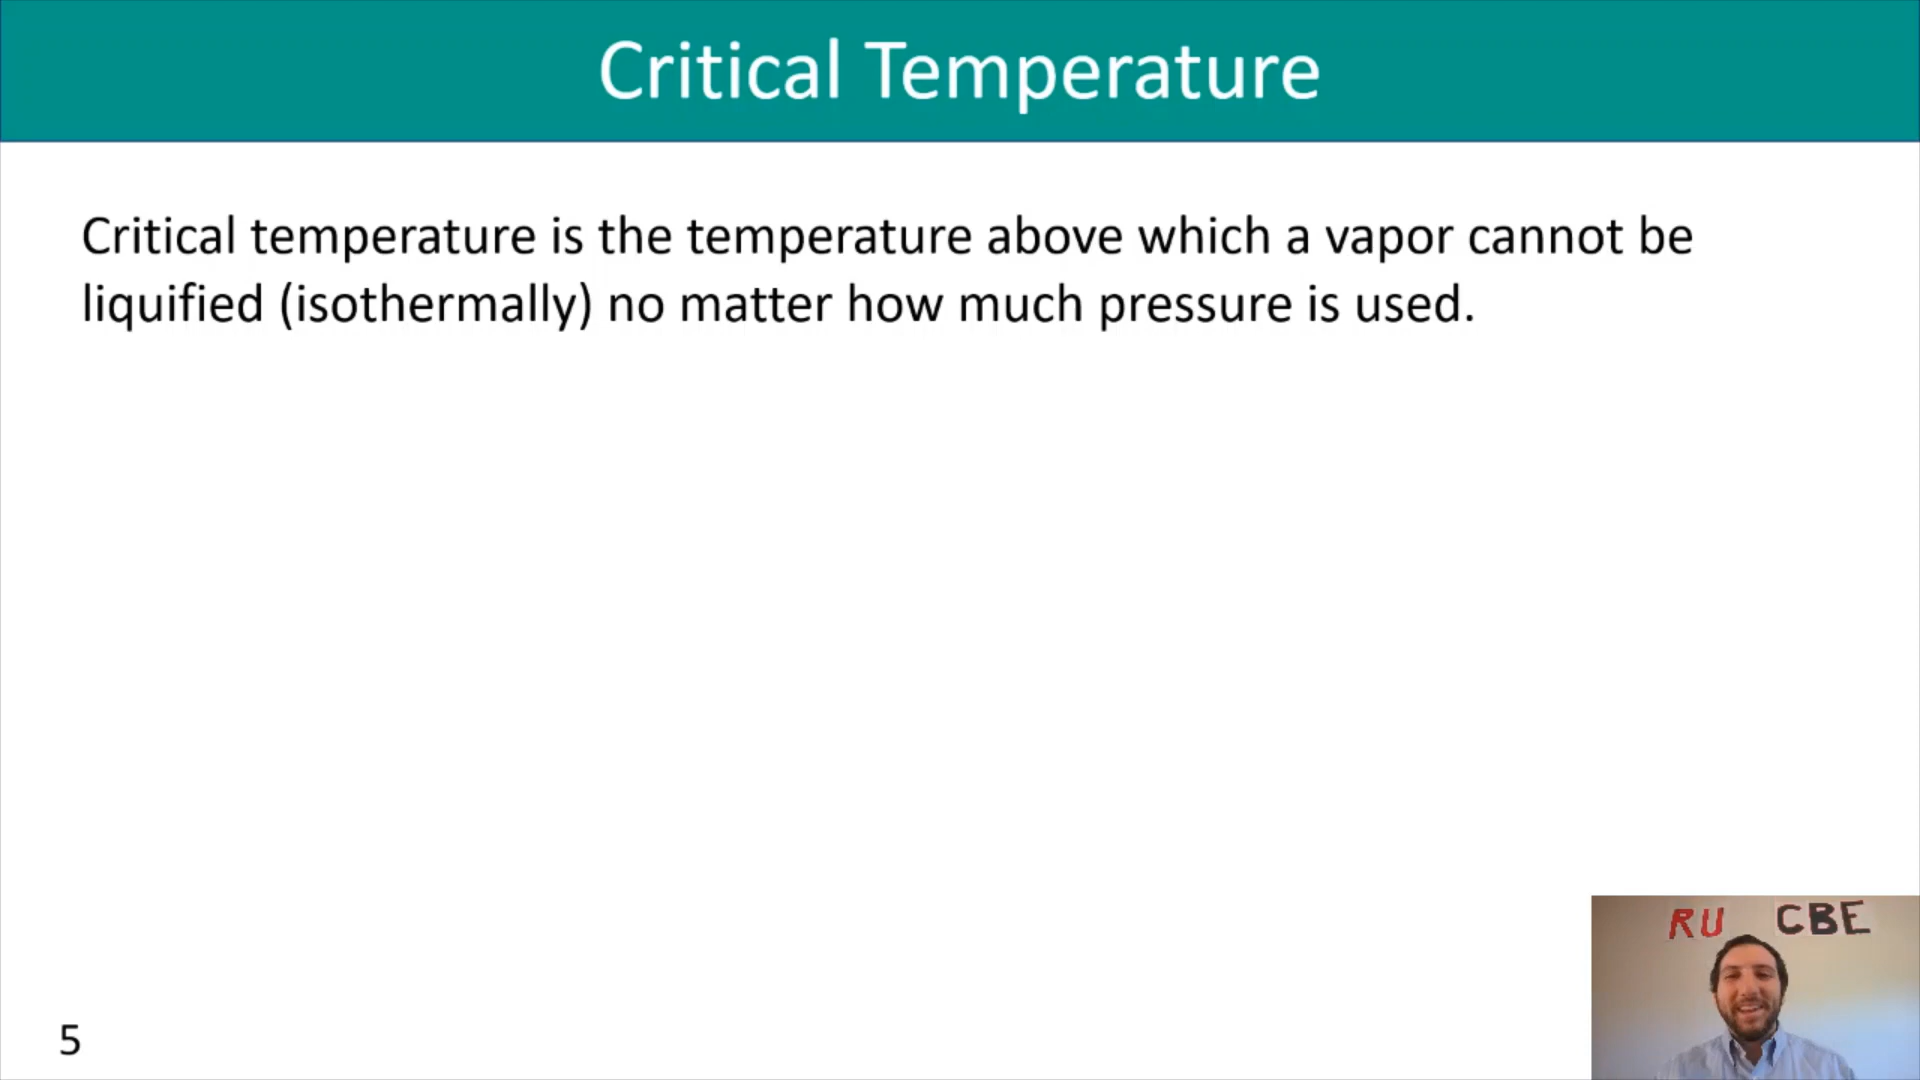 Critical Temperature
Critical temperature is the temperature above which a vapor cannot be
liquified (isothermally) no matter how much pressure is used.
RU CBE
5